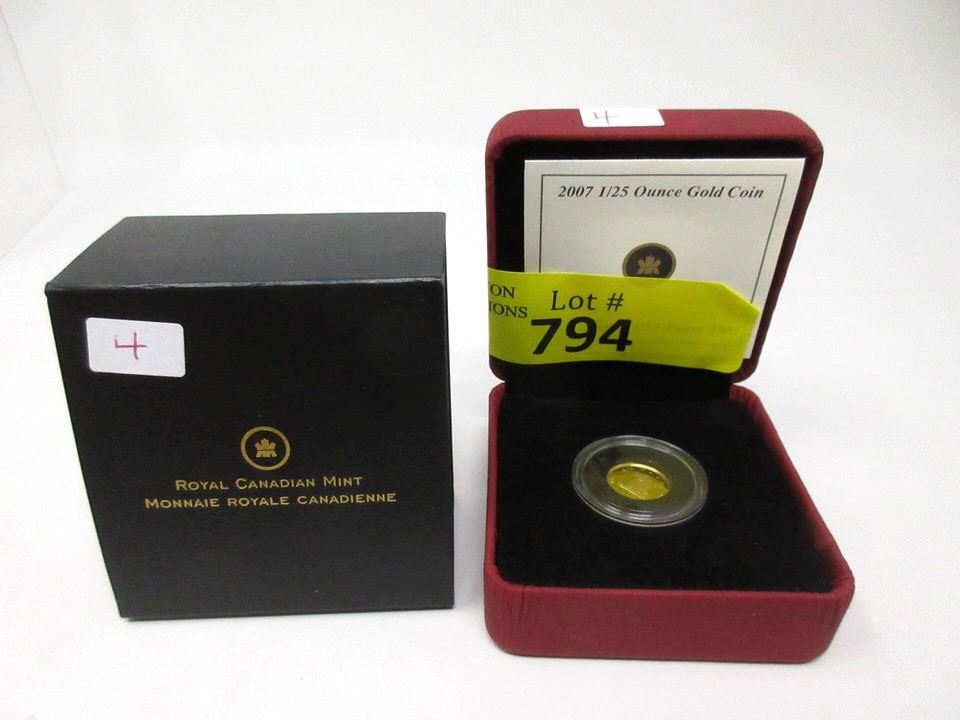 4
ROYAL CANADIAN MINT
MONNAIE ROYALE CANADIENNE
4
2007 1/25 Ounce Gold Coin
ON
IONS
Lot #
794